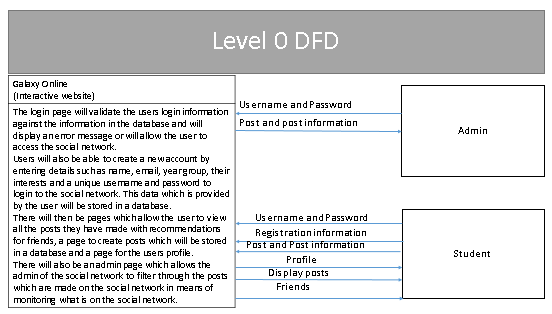 Level 0 DFD
Galaxy Online
(Interactive website)
The login page will validate the users login information
against the information in the database and will
display an error message or will allow the user to
access the social network.
Users will also be able to create a new account by
entering details such as name, email, year group, their
interests and a unique username and password to
login to the social network. This data which is provided
by the user will be stored in a database.
There will then be pages which allow the user to view
all the posts they have made with recommendations
for friends, a page to create posts which will be stored
in a database and a page for the users profile.
There will also be an admin page which allows the
admin of the social network to filter through the posts
which are made on the social network in means of
monitoring what is on the social network.
Username and Password
Post and post information
Admin
Username and Password
Registration information
Post and Post information
Profile
Display posts
Friends
Student